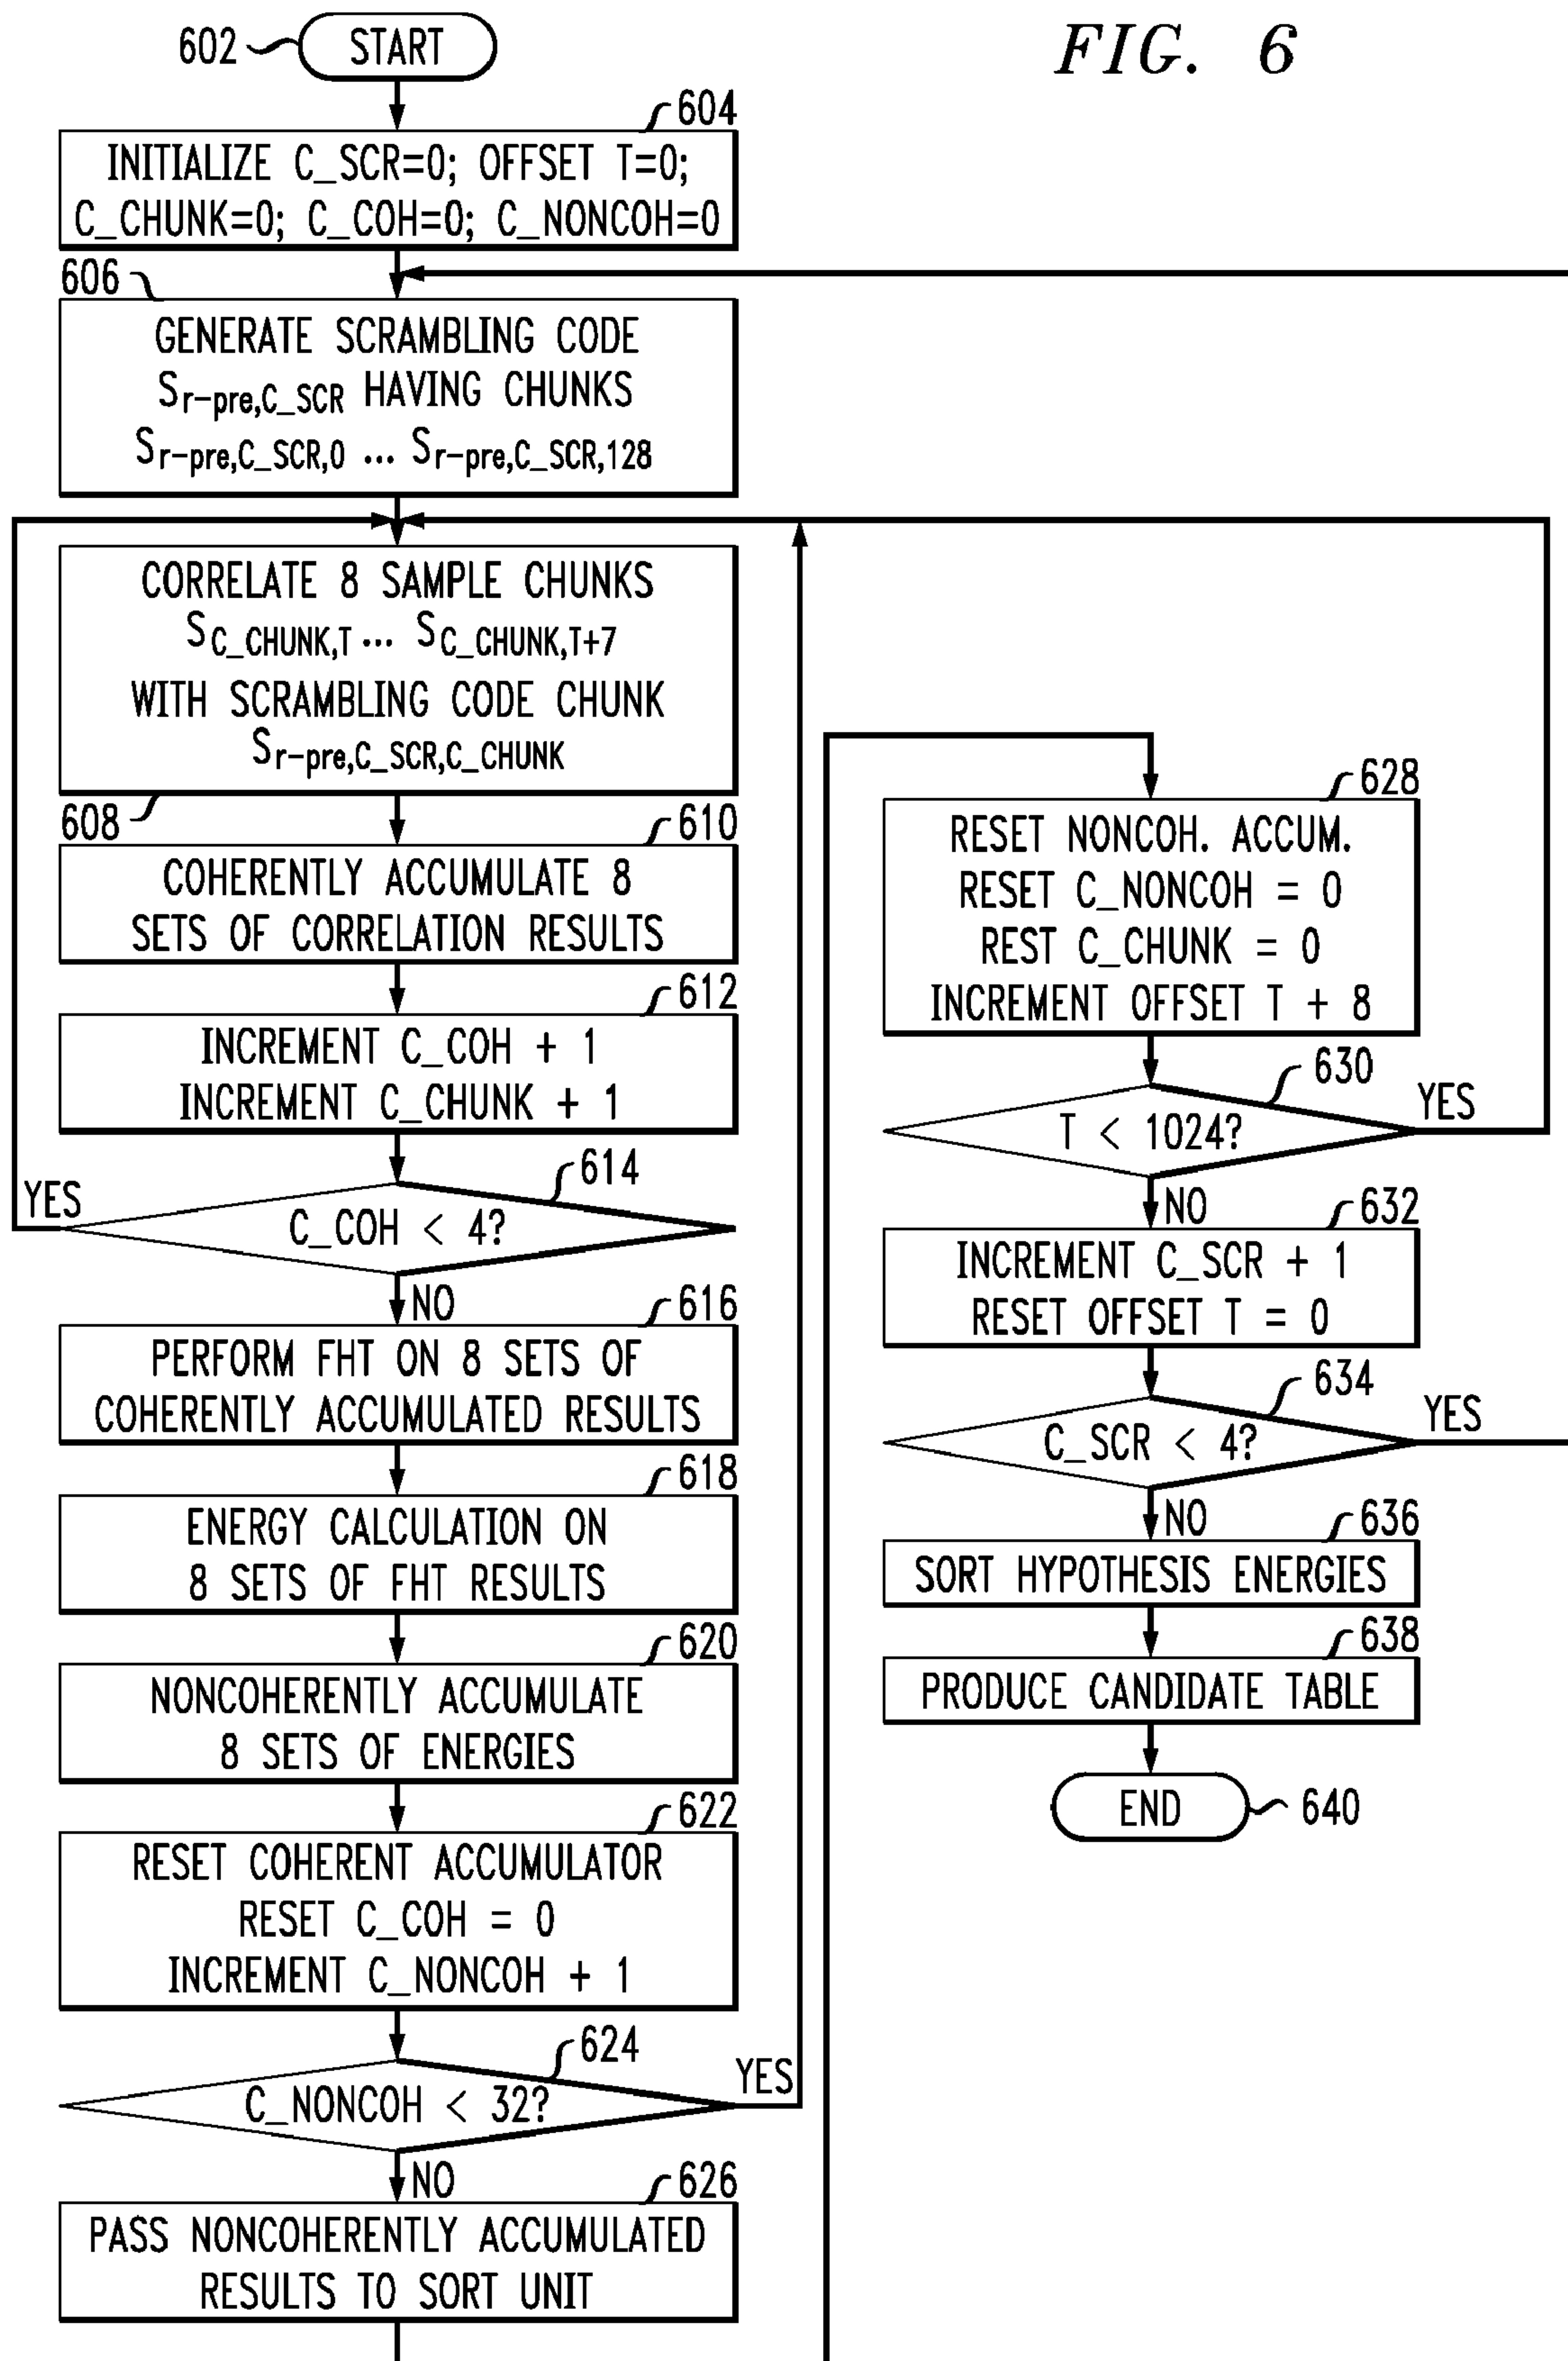 FIG. 6
602
START
604
INITIALIZE C_SCR=0; OFFSET T=0;
C_CHUNK=0; C_COH=0; C_NONCOH=0
606
GENERATE SCRAMBLING CODE
Sr-pre,C_SCR HAVING CHUNKS
Sr-pre,C_SCR,0 ... Sr-pre,C_SCR,128
CORRELATE 8 SAMPLE CHUNKS
SC_CHUNK,T ... SC_CHUNK,T+7
WITH SCRAMBLING CODE CHUNK
Sr-pre,C_SCR,C_CHUNK
608
610
COHERENTLY ACCUMULATE 8
SETS OF CORRELATION RESULTS
612
INCREMENT C_COH + 1
INCREMENT C_CHUNK + 1
614
YES
C_COH < 4?
NO
616
PERFORM FHT ON 8 SETS OF
COHERENTLY ACCUMULATED RESULTS
618
ENERGY CALCULATION ON
8 SETS OF FHT RESULTS
620
NONCOHERENTLY ACCUMULATE
8 SETS OF ENERGIES
622
RESET COHERENT ACCUMULATOR
RESET C_COH = 0
INCREMENT C_NONCOH + 1
624
YES
C_NONCOH < 32?
NO
626
PASS NONCOHERENTLY ACCUMULATED
RESULTS TO SORT UNIT
628
RESET NONCOH. ACCUM.
RESET C_NONCOH = 0
REST C_CHUNK = 0
INCREMENT OFFSET T + 8
630
YES
T < 1024?
NO
632
INCREMENT C_SCR + 1
RESET OFFSET T = 0
634
YES
C_SCR < 4?
NO
636
SORT HYPOTHESIS ENERGIES
638
PRODUCE CANDIDATE TABLE
END
640